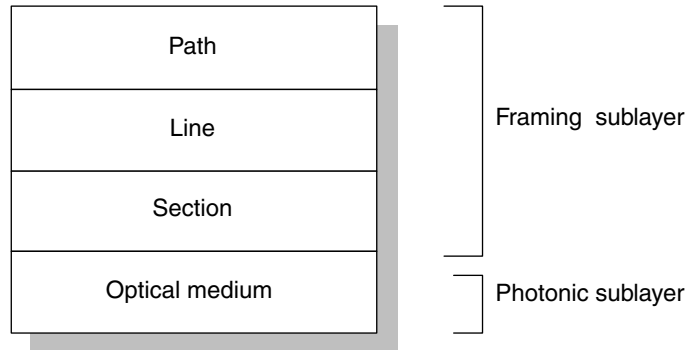 Path
Line
Framing sublayer
Section
Optical medium
Photonic sublayer